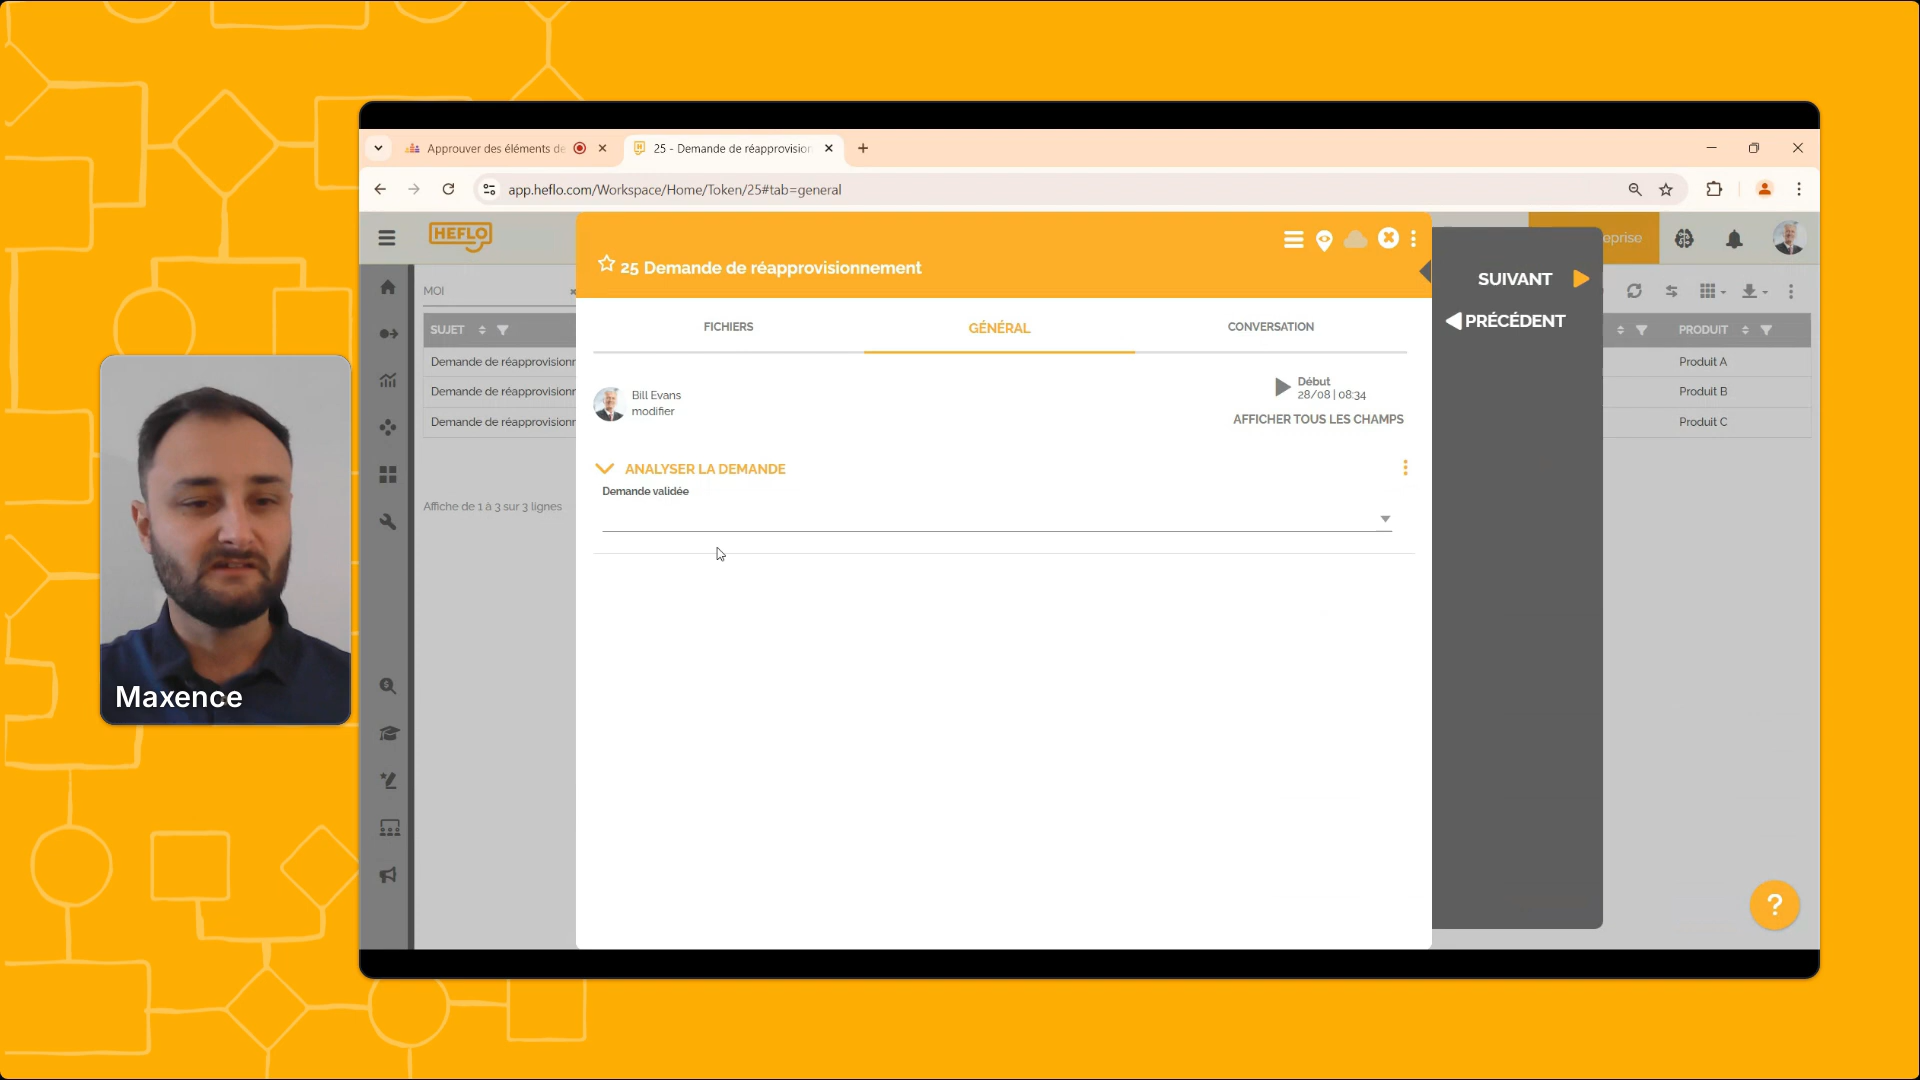 Approuver des éléments de
25 - Demande de réapprovision
app.heflo.com/Workspace/Home/Token/25#tab=general
HEFLO
eprise
25 Demande de réapprovisionnement
SUIVANT
PRÉCÉDENT
MOI
SUJET
PRODUIT
Demande de réapprovisionn
Produit A
Demande de réapprovisionn
Produit B
Demande de réapprovisionn
Produit C
Affiche de 1 à 3 sur 3 lignes
FICHIERS
GÉNÉRAL
CONVERSATION
Bill Evans
modifier
Début
28/08 | 08:34
AFFICHER TOUS LES CHAMPS
ANALYSER LA DEMANDE
Demande validée
Maxence
?